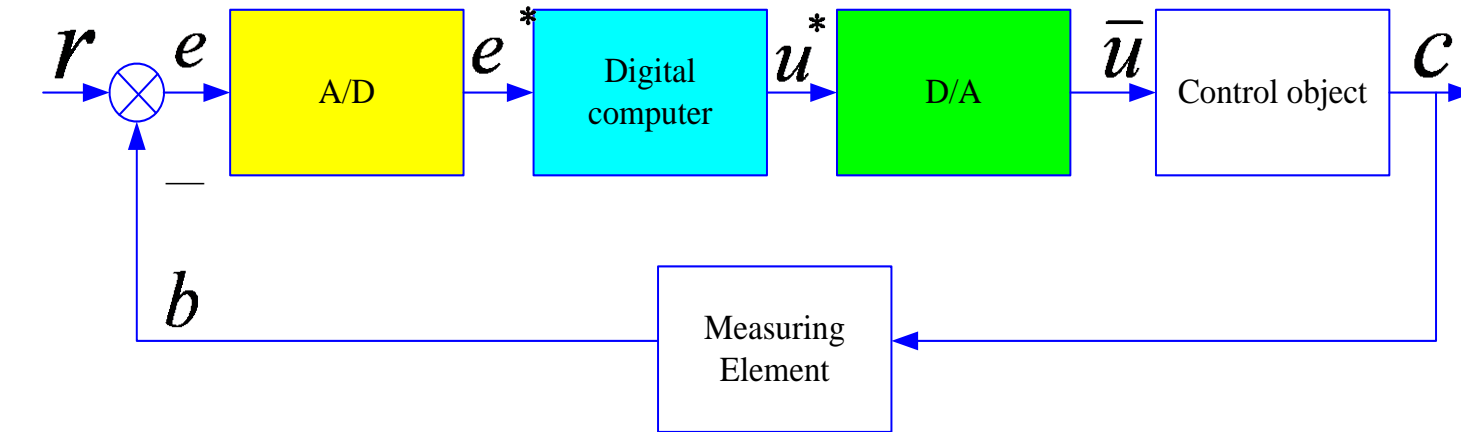 r
e
A/D
e*
Digital
computer
u*
D/A
ū
Control object
c
—
b
Measuring
Element